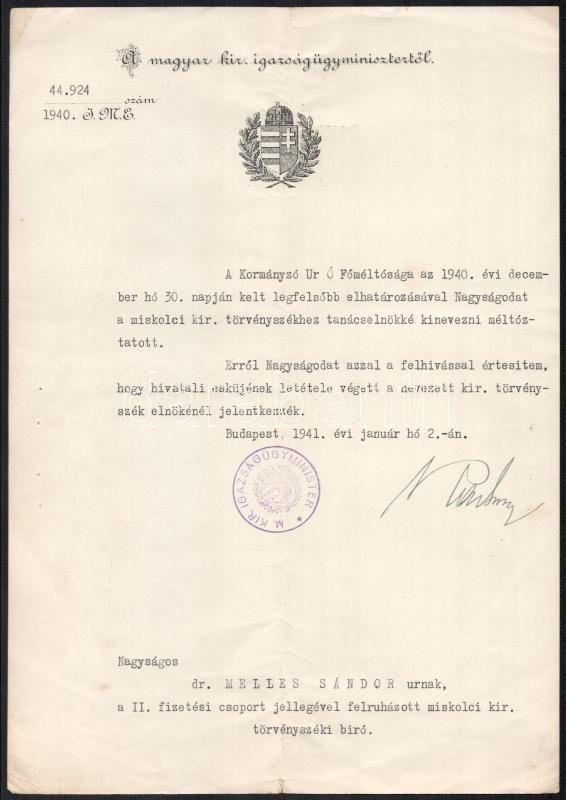 A magyar kir. igazságügyminisztertől.
44.924
szám
1940. I.M.E.
A Kormányzó Ur Ő Főméltósága az 1940. évi decem-
ber hó 30. napján kelt legfelsőbb elhatározásával Nagyságodat
a miskolci kir. törvényszékhez tanácselnökké kinevezni méltóz-
tatott.
Erről Nagyságodat azzal a felhivással értesitem,
hogy hivatali esküjének letétele végett a nevezett kir. törvény-
szék elnökénél jelentkezzék.
Budapest, 1941. évi január hó 2.-án.
M. KIR. IGAZSÁGÜGYMINISTER
Nagyságos
dr. MELLES SÁNDOR urnak,
a II. fizetési csoport jellegével felruházott miskolci kir.
törvényszéki biró.